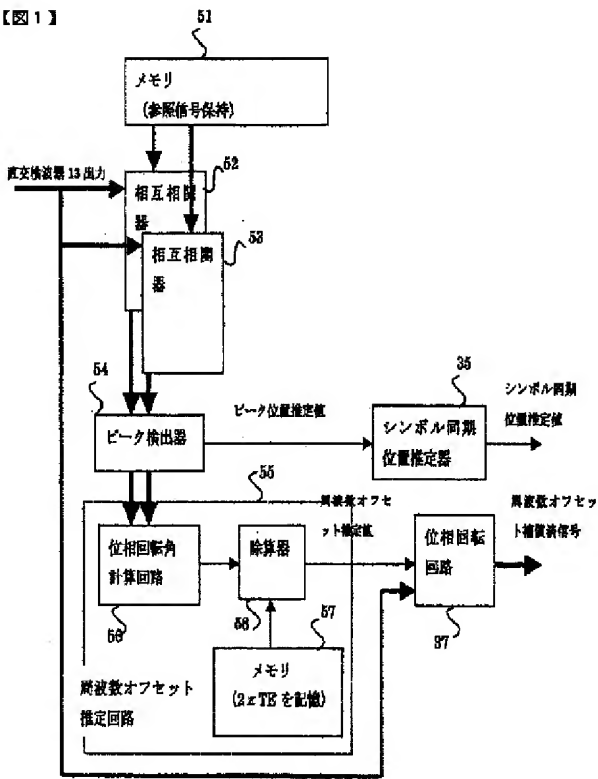 【図1】
51
メモリ
(参照信号保持)
直交検波器13出力
52
相互相関
器
53
相互相関
器
54
ピーク検出器
ピーク位置推定値
35
シンボル同期
位置推定器
シンボル同期
位置推定値
55
周波数オフセ
ット推定値
位相回転角
計算回路
56
除算器
58
位相回転
回路
37
周波数オフセッ
ト補償済信号
57
メモリ
(2πTEを記憶)
周波数オフセット
推定回路